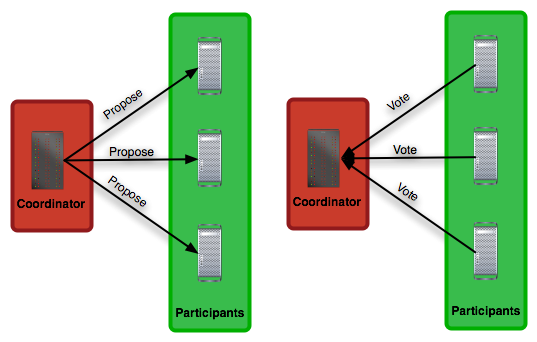 Propose
Propose
Propose
Coordinator
Participants
Vote
Vote
Vote
Coordinator
Participants